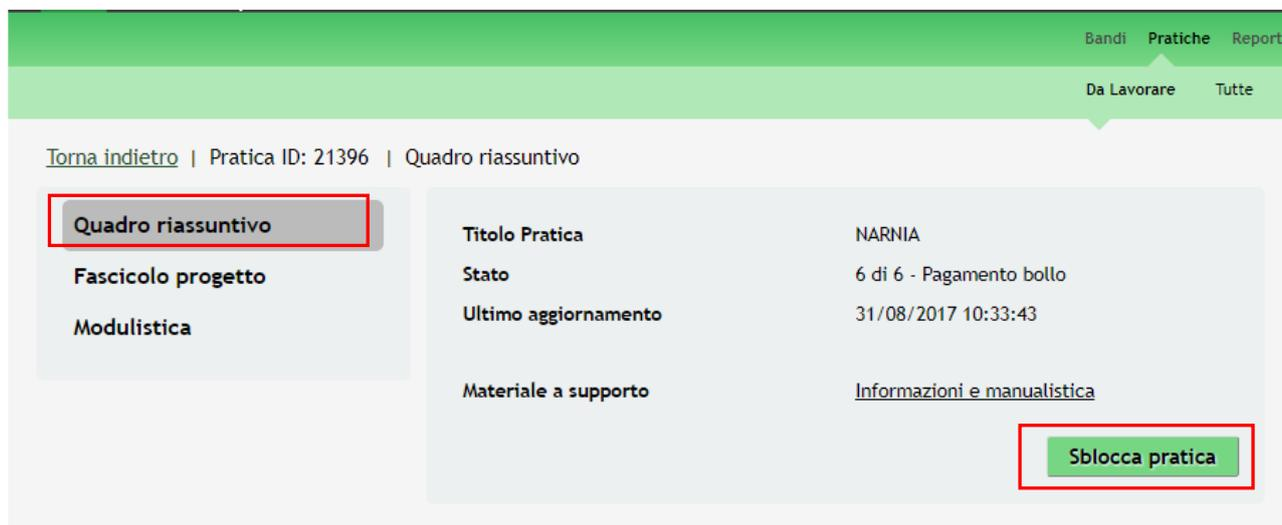 Bandi Pratiche Report
Da Lavorare Tutte
Torna indietro | Pratica ID: 21396 | Quadro riassuntivo
Quadro riassuntivo
Fascicolo progetto
Modulistica
Titolo Pratica NARNIA
Stato 6 di 6 - Pagamento bollo
Ultimo aggiornamento 31/08/2017 10:33:43
Materiale a supporto Informazioni e manualistica
Sblocca pratica